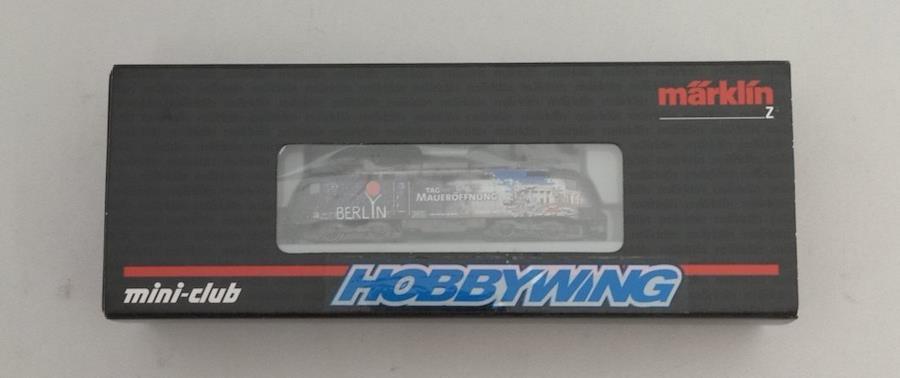 märklin
Z
BERLIN
TAG
MAUERÖFFNUNG
mini-club
HOBBYWING